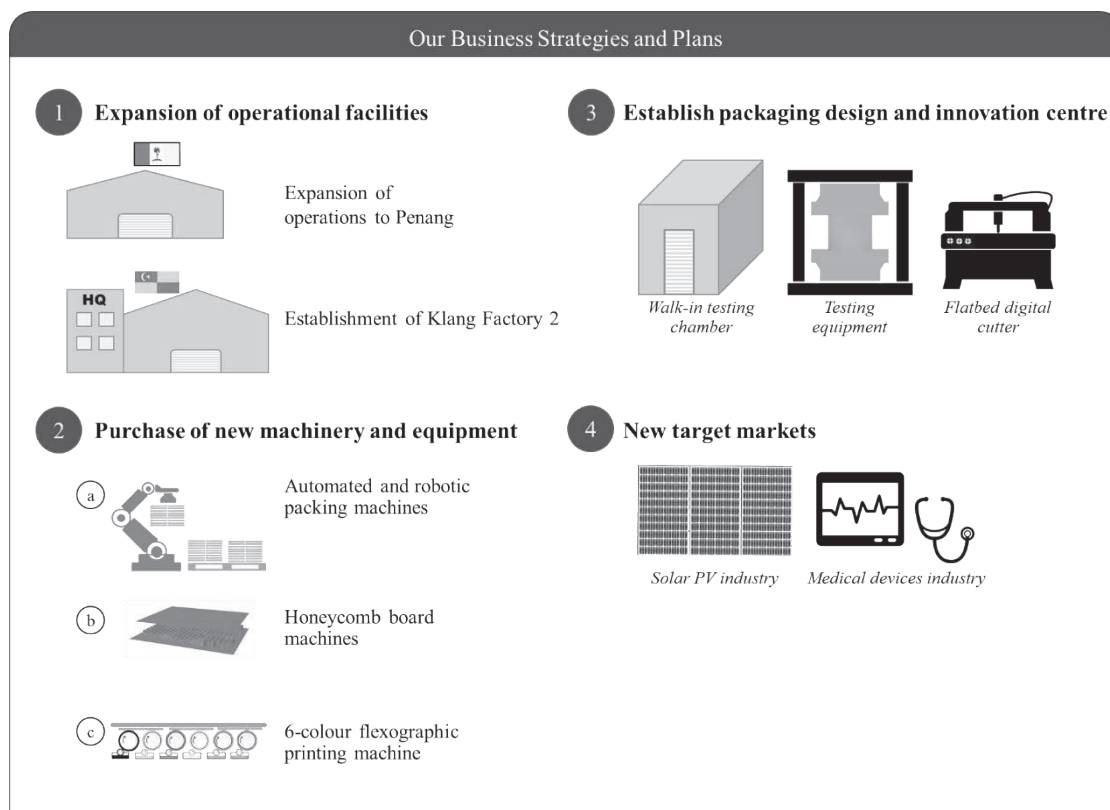 Our Business Strategies and Plans
1 Expansion of operational facilities
Expansion of
operations to Penang
HQ
Establishment of Klang Factory 2
2 Purchase of new machinery and equipment
a
Automated and robotic
packing machines
b
Honeycomb board
machines
c
6-colour flexographic
printing machine
3 Establish packaging design and innovation centre
Walk-in testing
chamber
Testing
equipment
Flatbed digital
cutter
4 New target markets
Solar PV industry
Medical devices industry